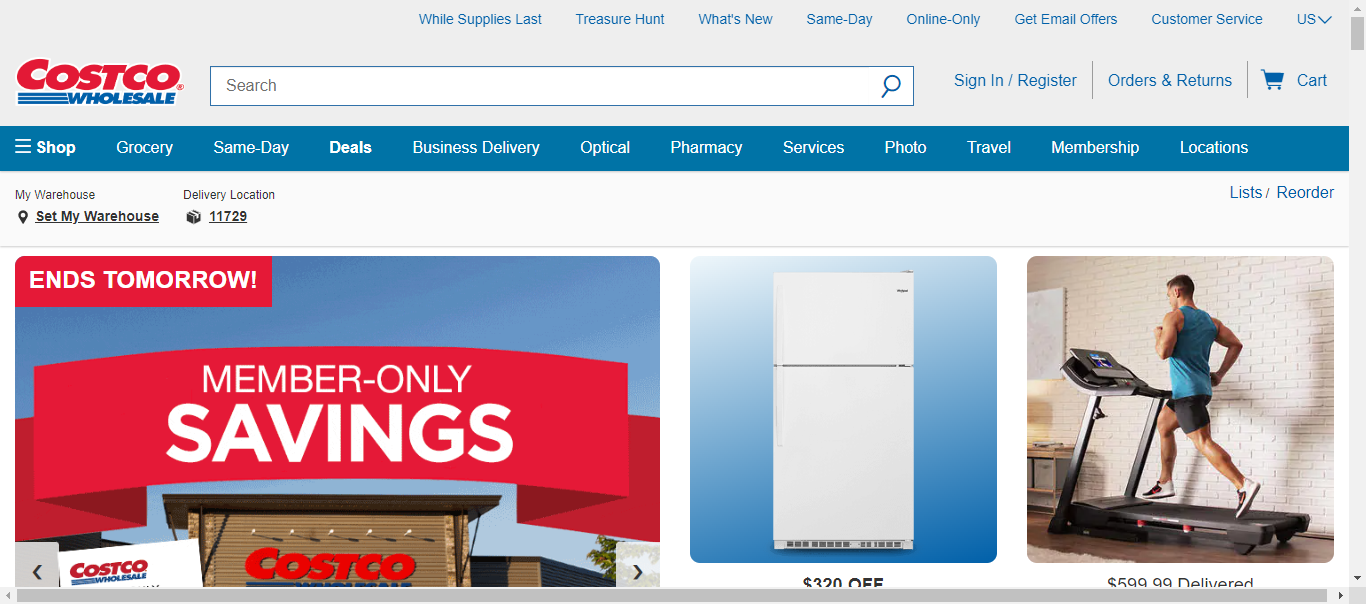 While Supplies Last Treasure Hunt What's New Same-Day Online-Only Get Email Offers Customer Service US
COSTCO
WHOLESALE
Search
Sign In / Register Orders & Returns Cart
Shop Grocery Same-Day Deals Business Delivery Optical Pharmacy Services Photo Travel Membership Locations
My Warehouse Delivery Location
Set My Warehouse 11729
Lists / Reorder
ENDS TOMORROW!
MEMBER-ONLY
SAVINGS
COSTCO
WHOLESALE
COSTCO
WHOLESALE
Whirlpool
$320 OFF
$599.99 Delivered